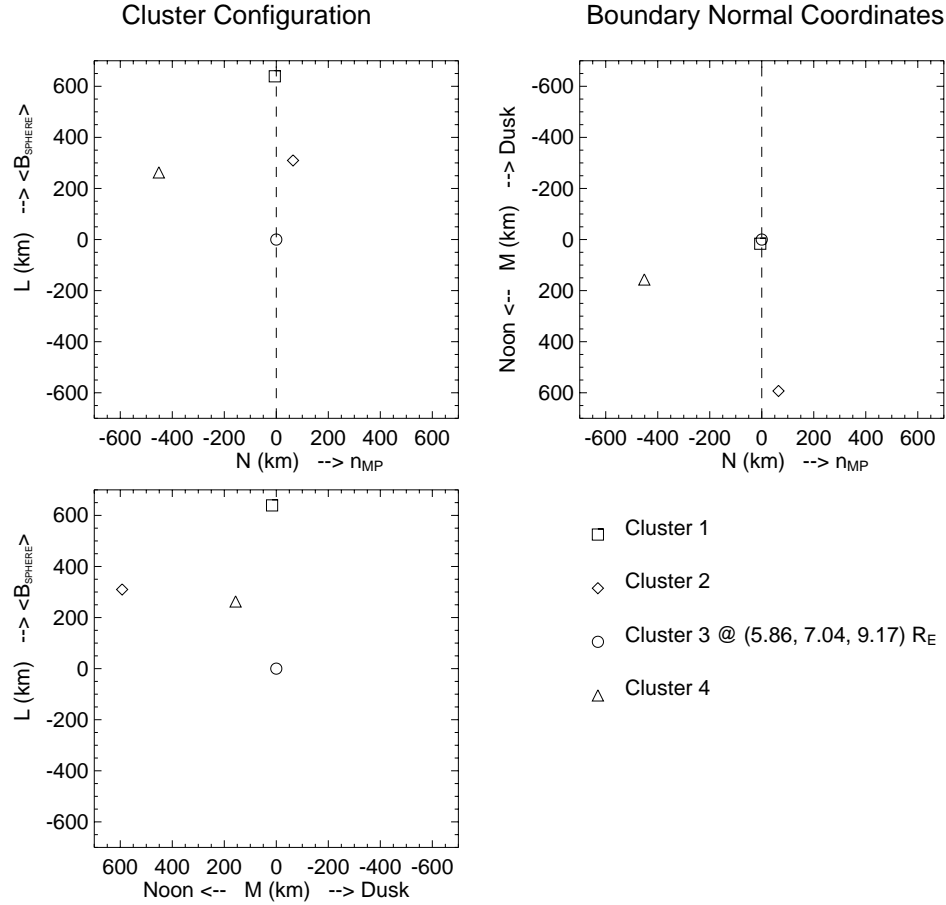 Cluster Configuration
Boundary Normal Coordinates
600
400
200
0
-200
-400
-600
L (km) --> <B_SPHERE>
-600 -400 -200 0 200 400 600
N (km) --> n_MP
-600
-400
-200
0
200
400
600
Noon <-- M (km) --> Dusk
-600 -400 -200 0 200 400 600
N (km) --> n_MP
600
400
200
0
-200
-400
-600
L (km) --> <B_SPHERE>
600 400 200 0 -200 -400 -600
Noon <-- M (km) --> Dusk
Cluster 1
Cluster 2
Cluster 3 @ (5.86, 7.04, 9.17) R_E
Cluster 4